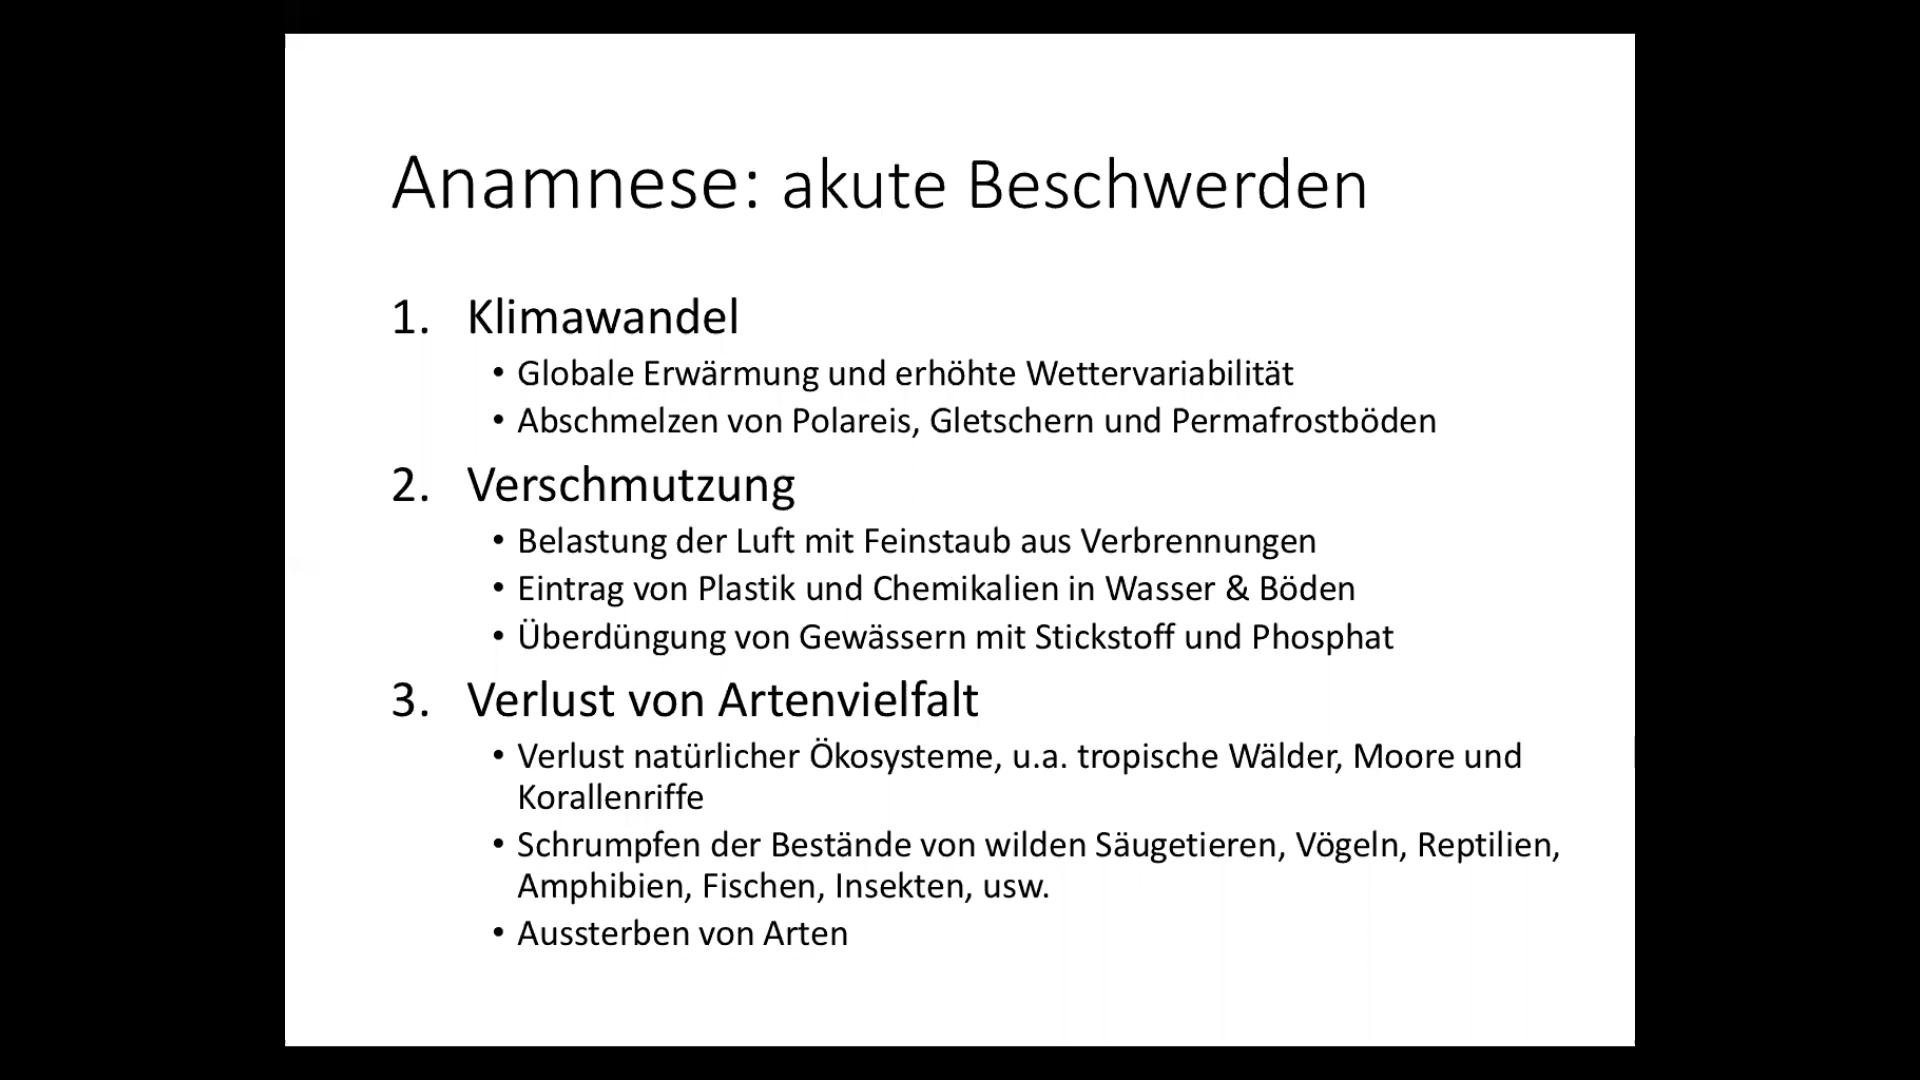 Anamnese: akute Beschwerden
1. Klimawandel
• Globale Erwärmung und erhöhte Wettervariabilität
• Abschmelzen von Polareis, Gletschern und Permafrostböden
2. Verschmutzung
• Belastung der Luft mit Feinstaub aus Verbrennungen
• Eintrag von Plastik und Chemikalien in Wasser & Böden
• Überdüngung von Gewässern mit Stickstoff und Phosphat
3. Verlust von Artenvielfalt
• Verlust natürlicher Ökosysteme, u.a. tropische Wälder, Moore und
Korallenriffe
• Schrumpfen der Bestände von wilden Säugetieren, Vögeln, Reptilien,
Amphibien, Fischen, Insekten, usw.
• Aussterben von Arten